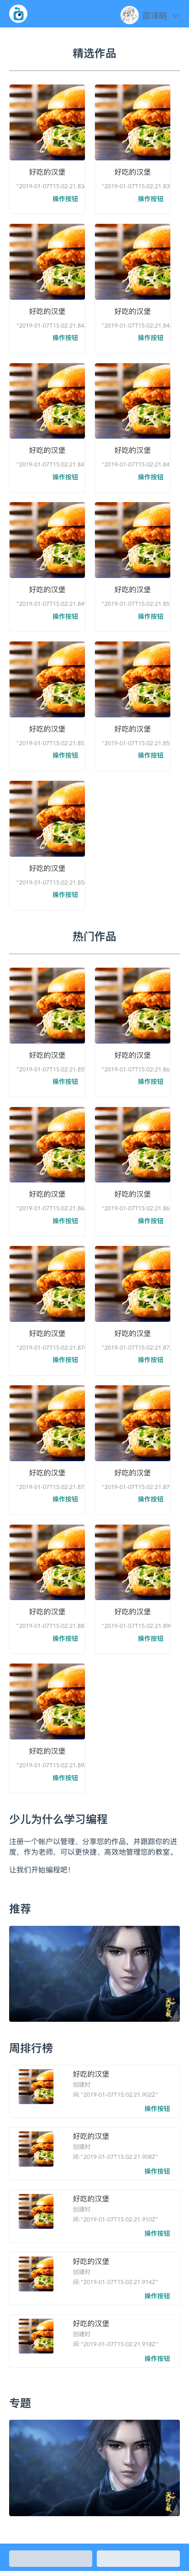 邵泽明
精选作品
好吃的汉堡
"2019-01-07T15:02:21.83
操作按钮
好吃的汉堡
"2019-01-07T15:02:21.83
操作按钮
好吃的汉堡
"2019-01-07T15:02:21.84
操作按钮
好吃的汉堡
"2019-01-07T15:02:21.84
操作按钮
好吃的汉堡
"2019-01-07T15:02:21.84
操作按钮
好吃的汉堡
"2019-01-07T15:02:21.84
操作按钮
好吃的汉堡
"2019-01-07T15:02:21.84
操作按钮
好吃的汉堡
"2019-01-07T15:02:21.85
操作按钮
好吃的汉堡
"2019-01-07T15:02:21.85
操作按钮
好吃的汉堡
"2019-01-07T15:02:21.85
操作按钮
好吃的汉堡
"2019-01-07T15:02:21.85
操作按钮
热门作品
好吃的汉堡
"2019-01-07T15:02:21.85
操作按钮
好吃的汉堡
"2019-01-07T15:02:21.86
操作按钮
好吃的汉堡
"2019-01-07T15:02:21.86
操作按钮
好吃的汉堡
"2019-01-07T15:02:21.86
操作按钮
好吃的汉堡
"2019-01-07T15:02:21.87
操作按钮
好吃的汉堡
"2019-01-07T15:02:21.87
操作按钮
好吃的汉堡
"2019-01-07T15:02:21.87
操作按钮
好吃的汉堡
"2019-01-07T15:02:21.87
操作按钮
好吃的汉堡
"2019-01-07T15:02:21.88
操作按钮
好吃的汉堡
"2019-01-07T15:02:21.89
操作按钮
好吃的汉堡
"2019-01-07T15:02:21.89
操作按钮
少儿为什么学习编程
注册一个帐户以管理、分享您的作品，并跟踪你的进
度，作为老师，可以更快捷、高效地管理您的教室。
让我们开始编程吧！
推荐
周排行榜
好吃的汉堡
创建时
间:"2019-01-07T15:02:21.902Z"
操作按钮
好吃的汉堡
创建时
间:"2019-01-07T15:02:21.908Z"
操作按钮
好吃的汉堡
创建时
间:"2019-01-07T15:02:21.910Z"
操作按钮
好吃的汉堡
创建时
间:"2019-01-07T15:02:21.914Z"
操作按钮
好吃的汉堡
创建时
间:"2019-01-07T15:02:21.918Z"
操作按钮
专题